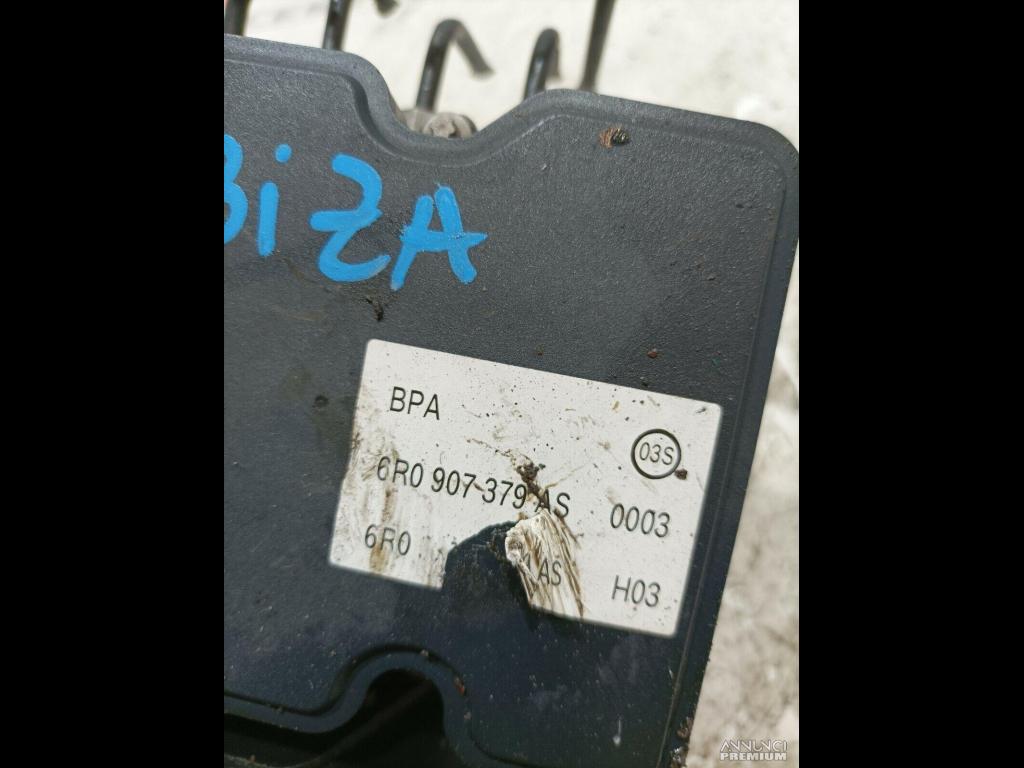 BiZA
BPA
03S
6R0 907 379 AS 0003
6R0 AS H03
ANNUNCI
PREMIUM